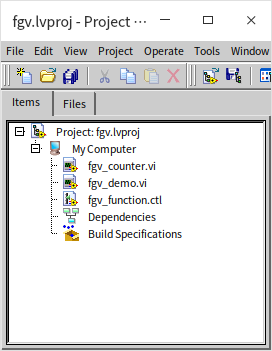 fgv.lvproj - Project ...
File Edit View Project Operate Tools Window
Items Files
Project: fgv.lvproj
My Computer
fgv_counter.vi
fgv_demo.vi
fgv_function.ctl
Dependencies
Build Specifications